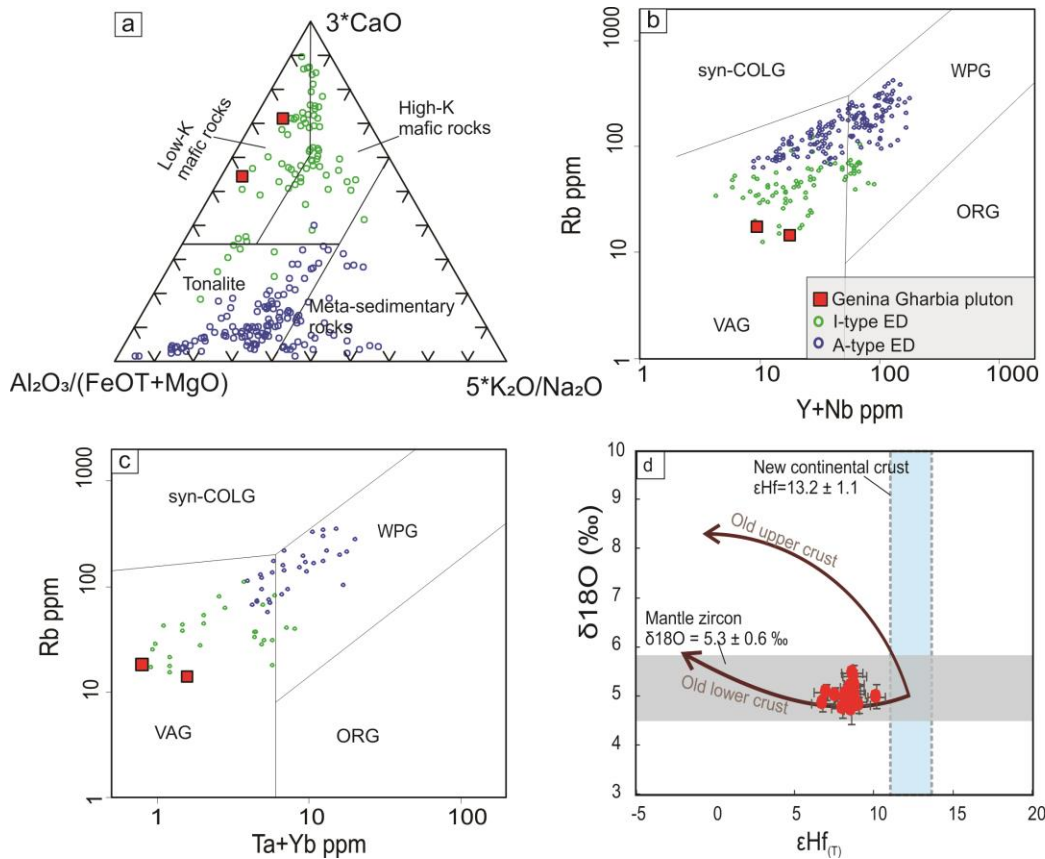 a
3*CaO
Low-K
mafic rocks
High-K
mafic rocks
Tonalite
Meta-sedimentary
rocks
Al₂O₃/(FeOT+MgO)
5*K₂O/Na₂O
b
1000
100
10
1
Rb ppm
syn-COLG
WPG
ORG
VAG
Genina Gharbia pluton
I-type ED
A-type ED
1
10
100
1000
Y+Nb ppm
c
1000
100
10
1
Rb ppm
syn-COLG
WPG
VAG
ORG
1
10
100
Ta+Yb ppm
d
10
9
8
7
6
5
4
3
δ18O (‰)
New continental crust
εHf=13.2 ± 1.1
Old upper crust
Mantle zircon
δ18O = 5.3 ± 0.6 ‰
Old lower crust
-5
0
5
10
15
20
εHf(T)